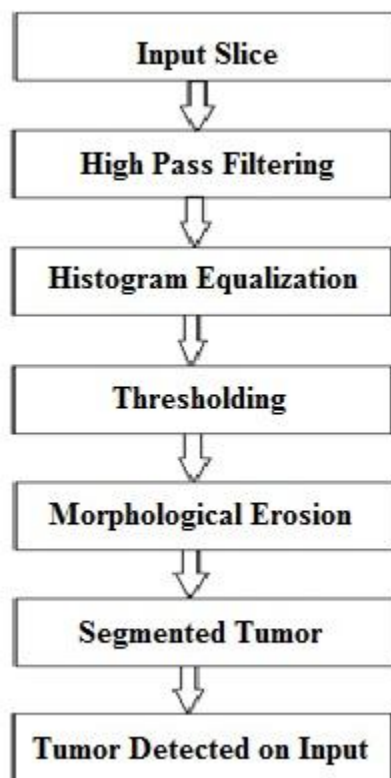 Input Slice
High Pass Filtering
Histogram Equalization
Thresholding
Morphological Erosion
Segmented Tumor
Tumor Detected on Input